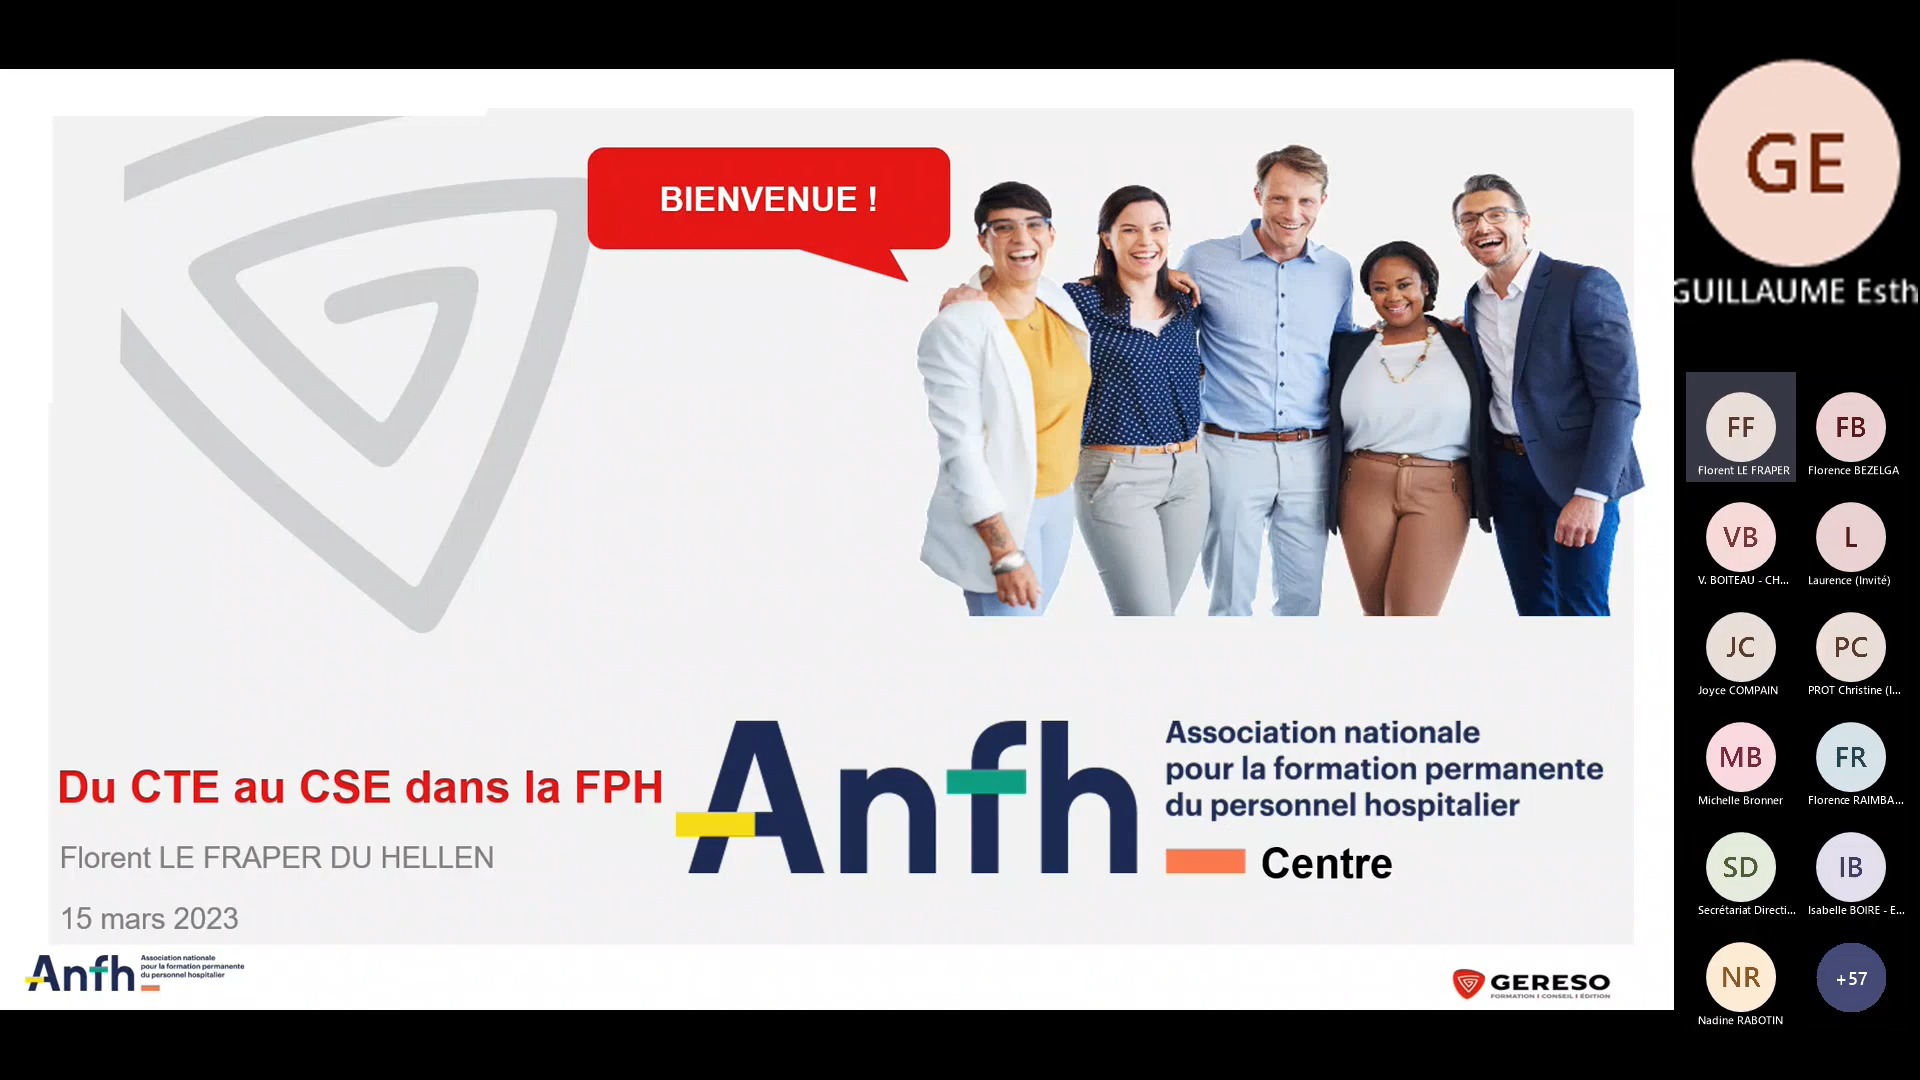 BIENVENUE !
Association nationale
pour la formation permanente
du personnel hospitalier
Anfh
Centre
Du CTE au CSE dans la FPH
Florent LE FRAPER DU HELLEN
15 mars 2023
Anfh
Association nationale
pour la formation permanente
du personnel hospitalier
GERESO
FORMATION I CONSEIL I ÉDITION
GE
GUILLAUME Esth
FF
Florent LE FRAPER
FB
Florence BEZELGA
VB
V. BOITEAU - CH...
L
Laurence (Invité)
JC
Joyce COMPAIN
PC
PROT Christine (I...
MB
Michelle Bronner
FR
Florence RAIMBA...
SD
Secrétariat Directi...
IB
Isabelle BOIRE - E...
NR
Nadine RABOTIN
+57